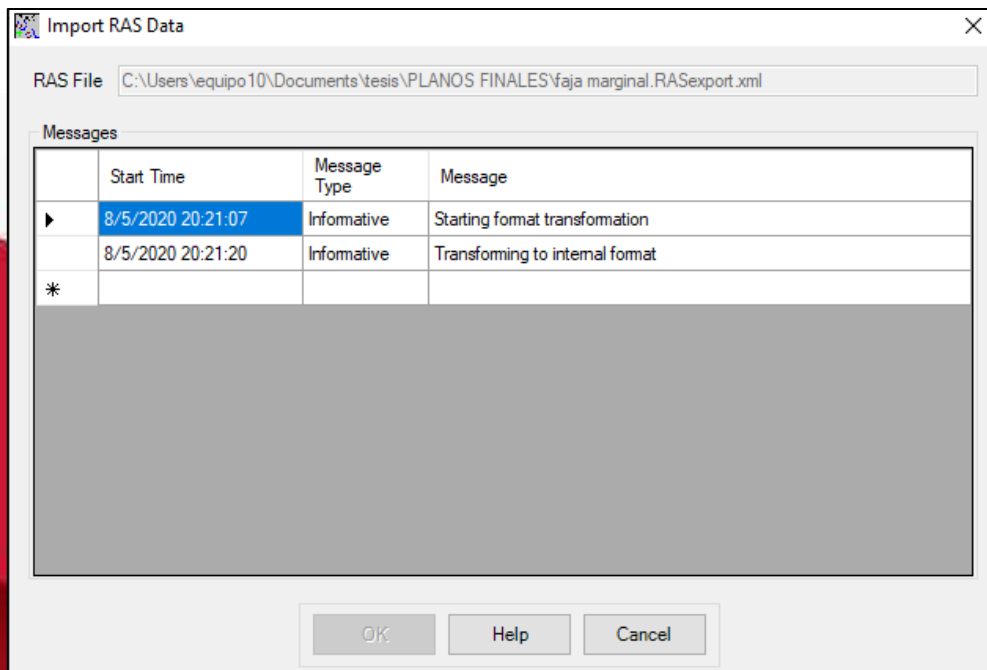 Import RAS Data
RAS File C:\Users\equipo10\Documents\tesis\PLANOS FINALES\faja marginal.RASexport.xml
Messages
Start Time Message Type Message
8/5/2020 20:21:07 Informative Starting format transformation
8/5/2020 20:21:20 Informative Transforming to internal format
OK Help Cancel